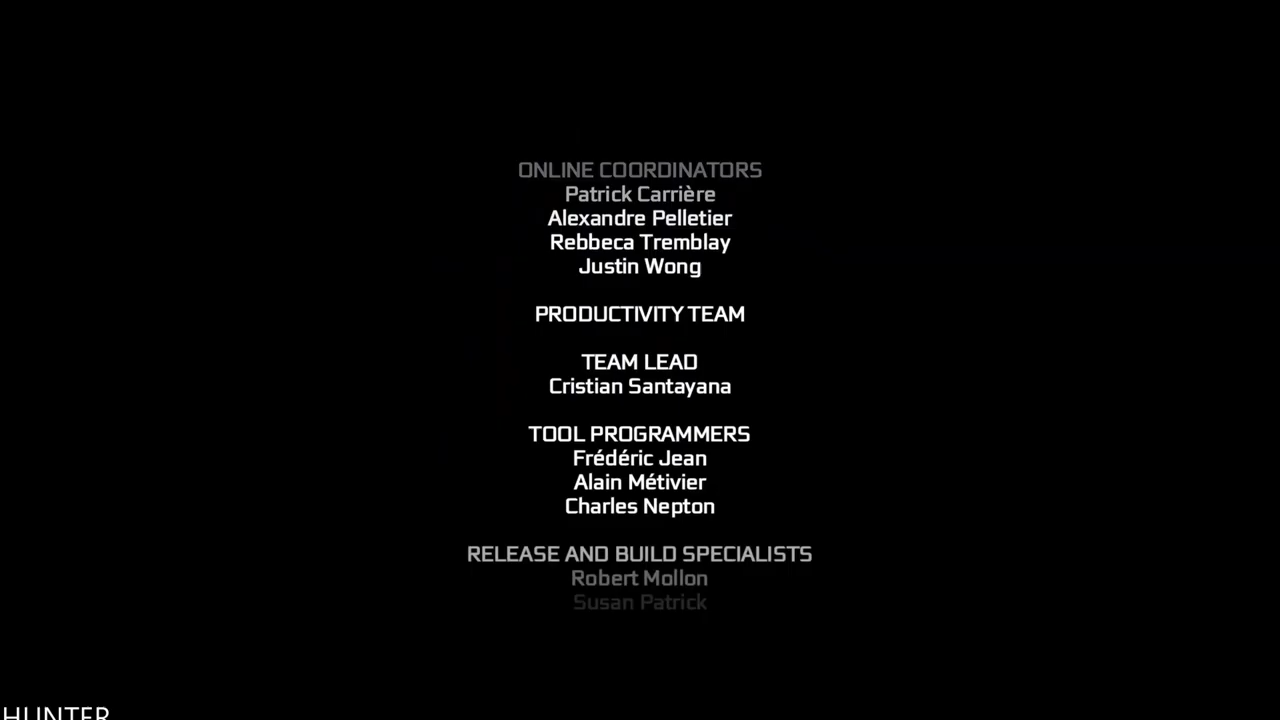 ONLINE COORDINATORS
Patrick Carrière
Alexandre Pelletier
Rebbeca Tremblay
Justin Wong
PRODUCTIVITY TEAM
TEAM LEAD
Cristian Santayana
TOOL PROGRAMMERS
Frédéric Jean
Alain Métivier
Charles Nepton
RELEASE AND BUILD SPECIALISTS
Robert Mollon
Susan Patrick
HUNTER